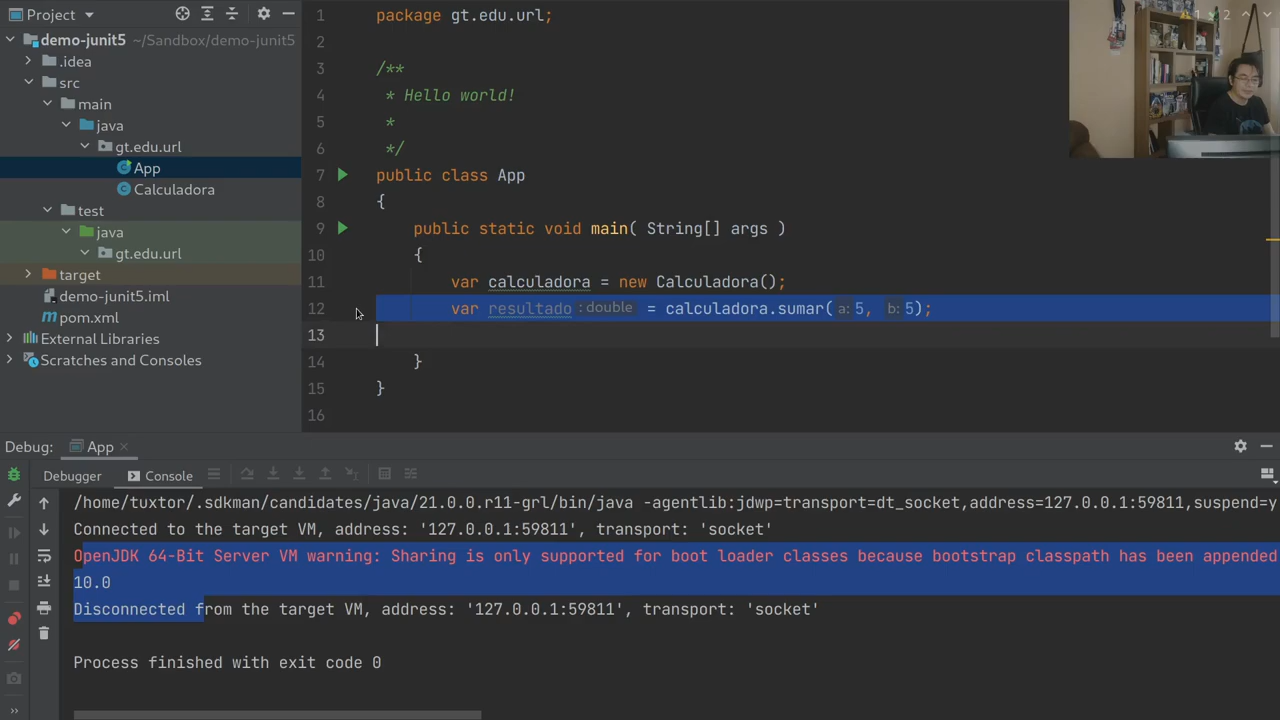 Project
demo-junit5 ~/Sandbox/demo-junit5
.idea
src
main
java
gt.edu.url
App
Calculadora
test
java
gt.edu.url
target
demo-junit5.iml
pom.xml
External Libraries
Scratches and Consoles
1 package gt.edu.url;
2
3 /**
4 * Hello world!
5 *
6 */
7 public class App
8 {
9 public static void main( String[] args )
10 {
11 var calculadora = new Calculadora();
12 var resultado : double = calculadora.sumar( a: 5, b: 5);
13
14 }
15 }
16
1 2
Debug: App
Debugger Console
/home/tuxtor/.sdkman/candidates/java/21.0.0.r11-grl/bin/java -agentlib:jdwp=transport=dt_socket,address=127.0.0.1:59811,suspend=y
Connected to the target VM, address: '127.0.0.1:59811', transport: 'socket'
OpenJDK 64-Bit Server VM warning: Sharing is only supported for boot loader classes because bootstrap classpath has been appended
10.0
Disconnected from the target VM, address: '127.0.0.1:59811', transport: 'socket'
Process finished with exit code 0